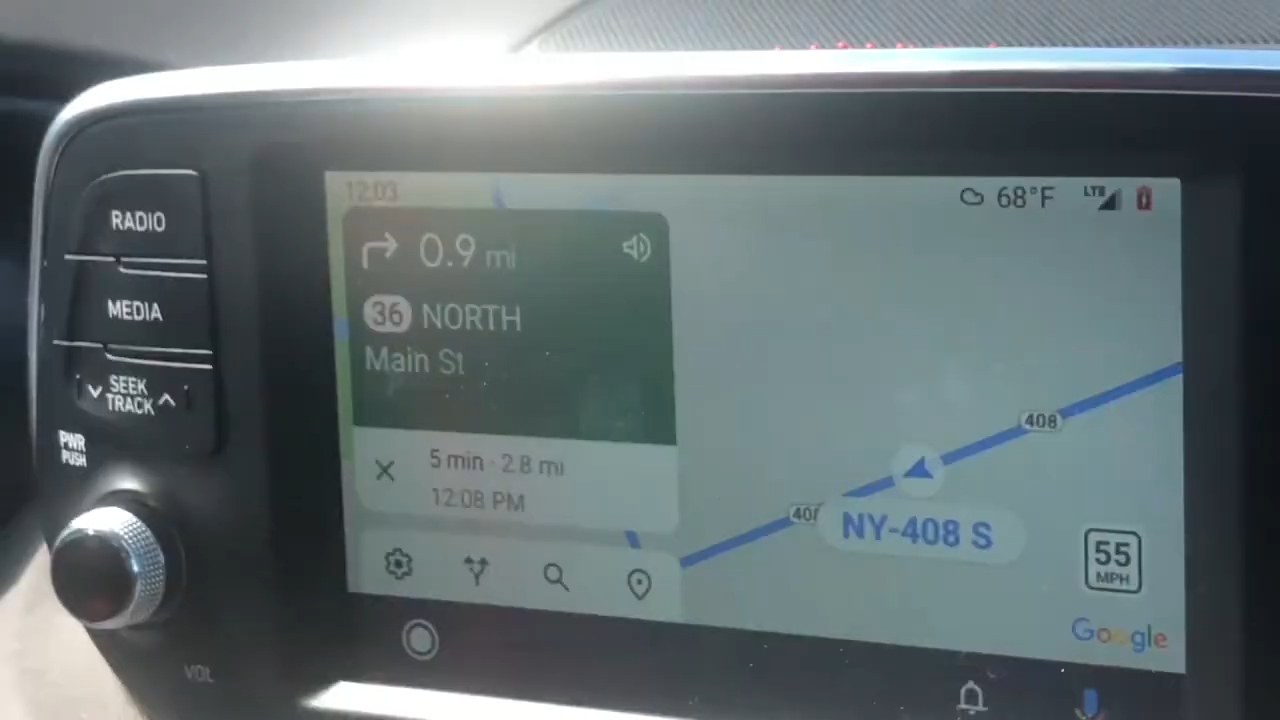 RADIO
MEDIA
SEEK
TRACK
PWR
PUSH
VOL
12:03
68°F
LTE
0.9 mi
36 NORTH
Main St
5 min · 2.8 mi
12:08 PM
408
NY-408 S
55
MPH
Google